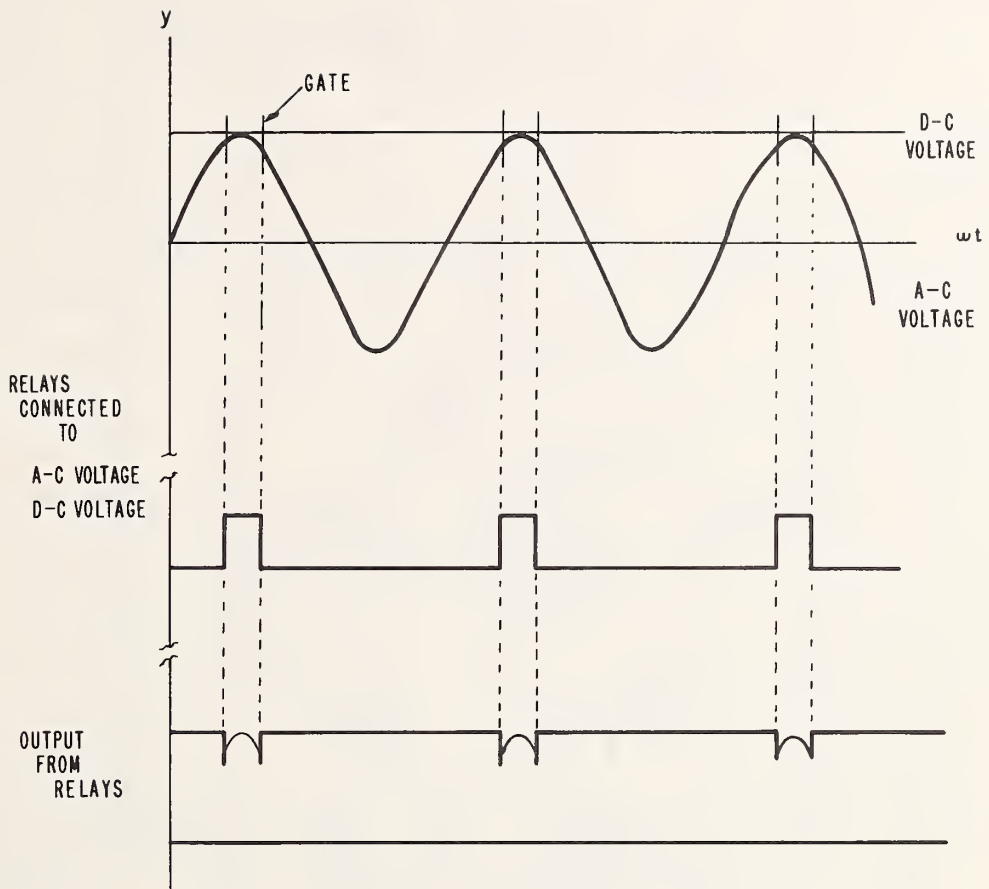 y
GATE
D-C
VOLTAGE
ωt
A-C
VOLTAGE
RELAYS
CONNECTED
TO
A-C VOLTAGE
D-C VOLTAGE
OUTPUT
FROM
RELAYS